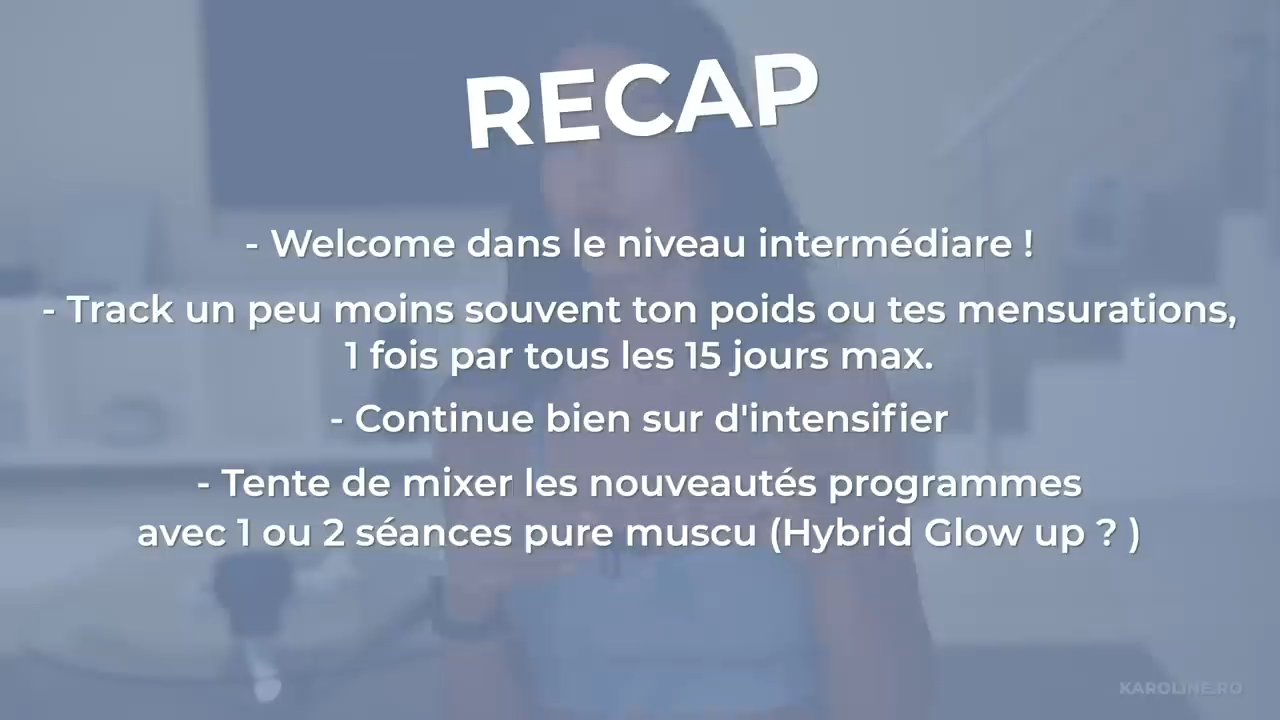 RECAP
- Welcome dans le niveau intermédiare !
- Track un peu moins souvent ton poids ou tes mensurations,
1 fois par tous les 15 jours max.
- Continue bien sur d'intensifier
- Tente de mixer les nouveautés programmes
avec 1 ou 2 séances pure muscu (Hybrid Glow up ? )
KAROLINE.RO